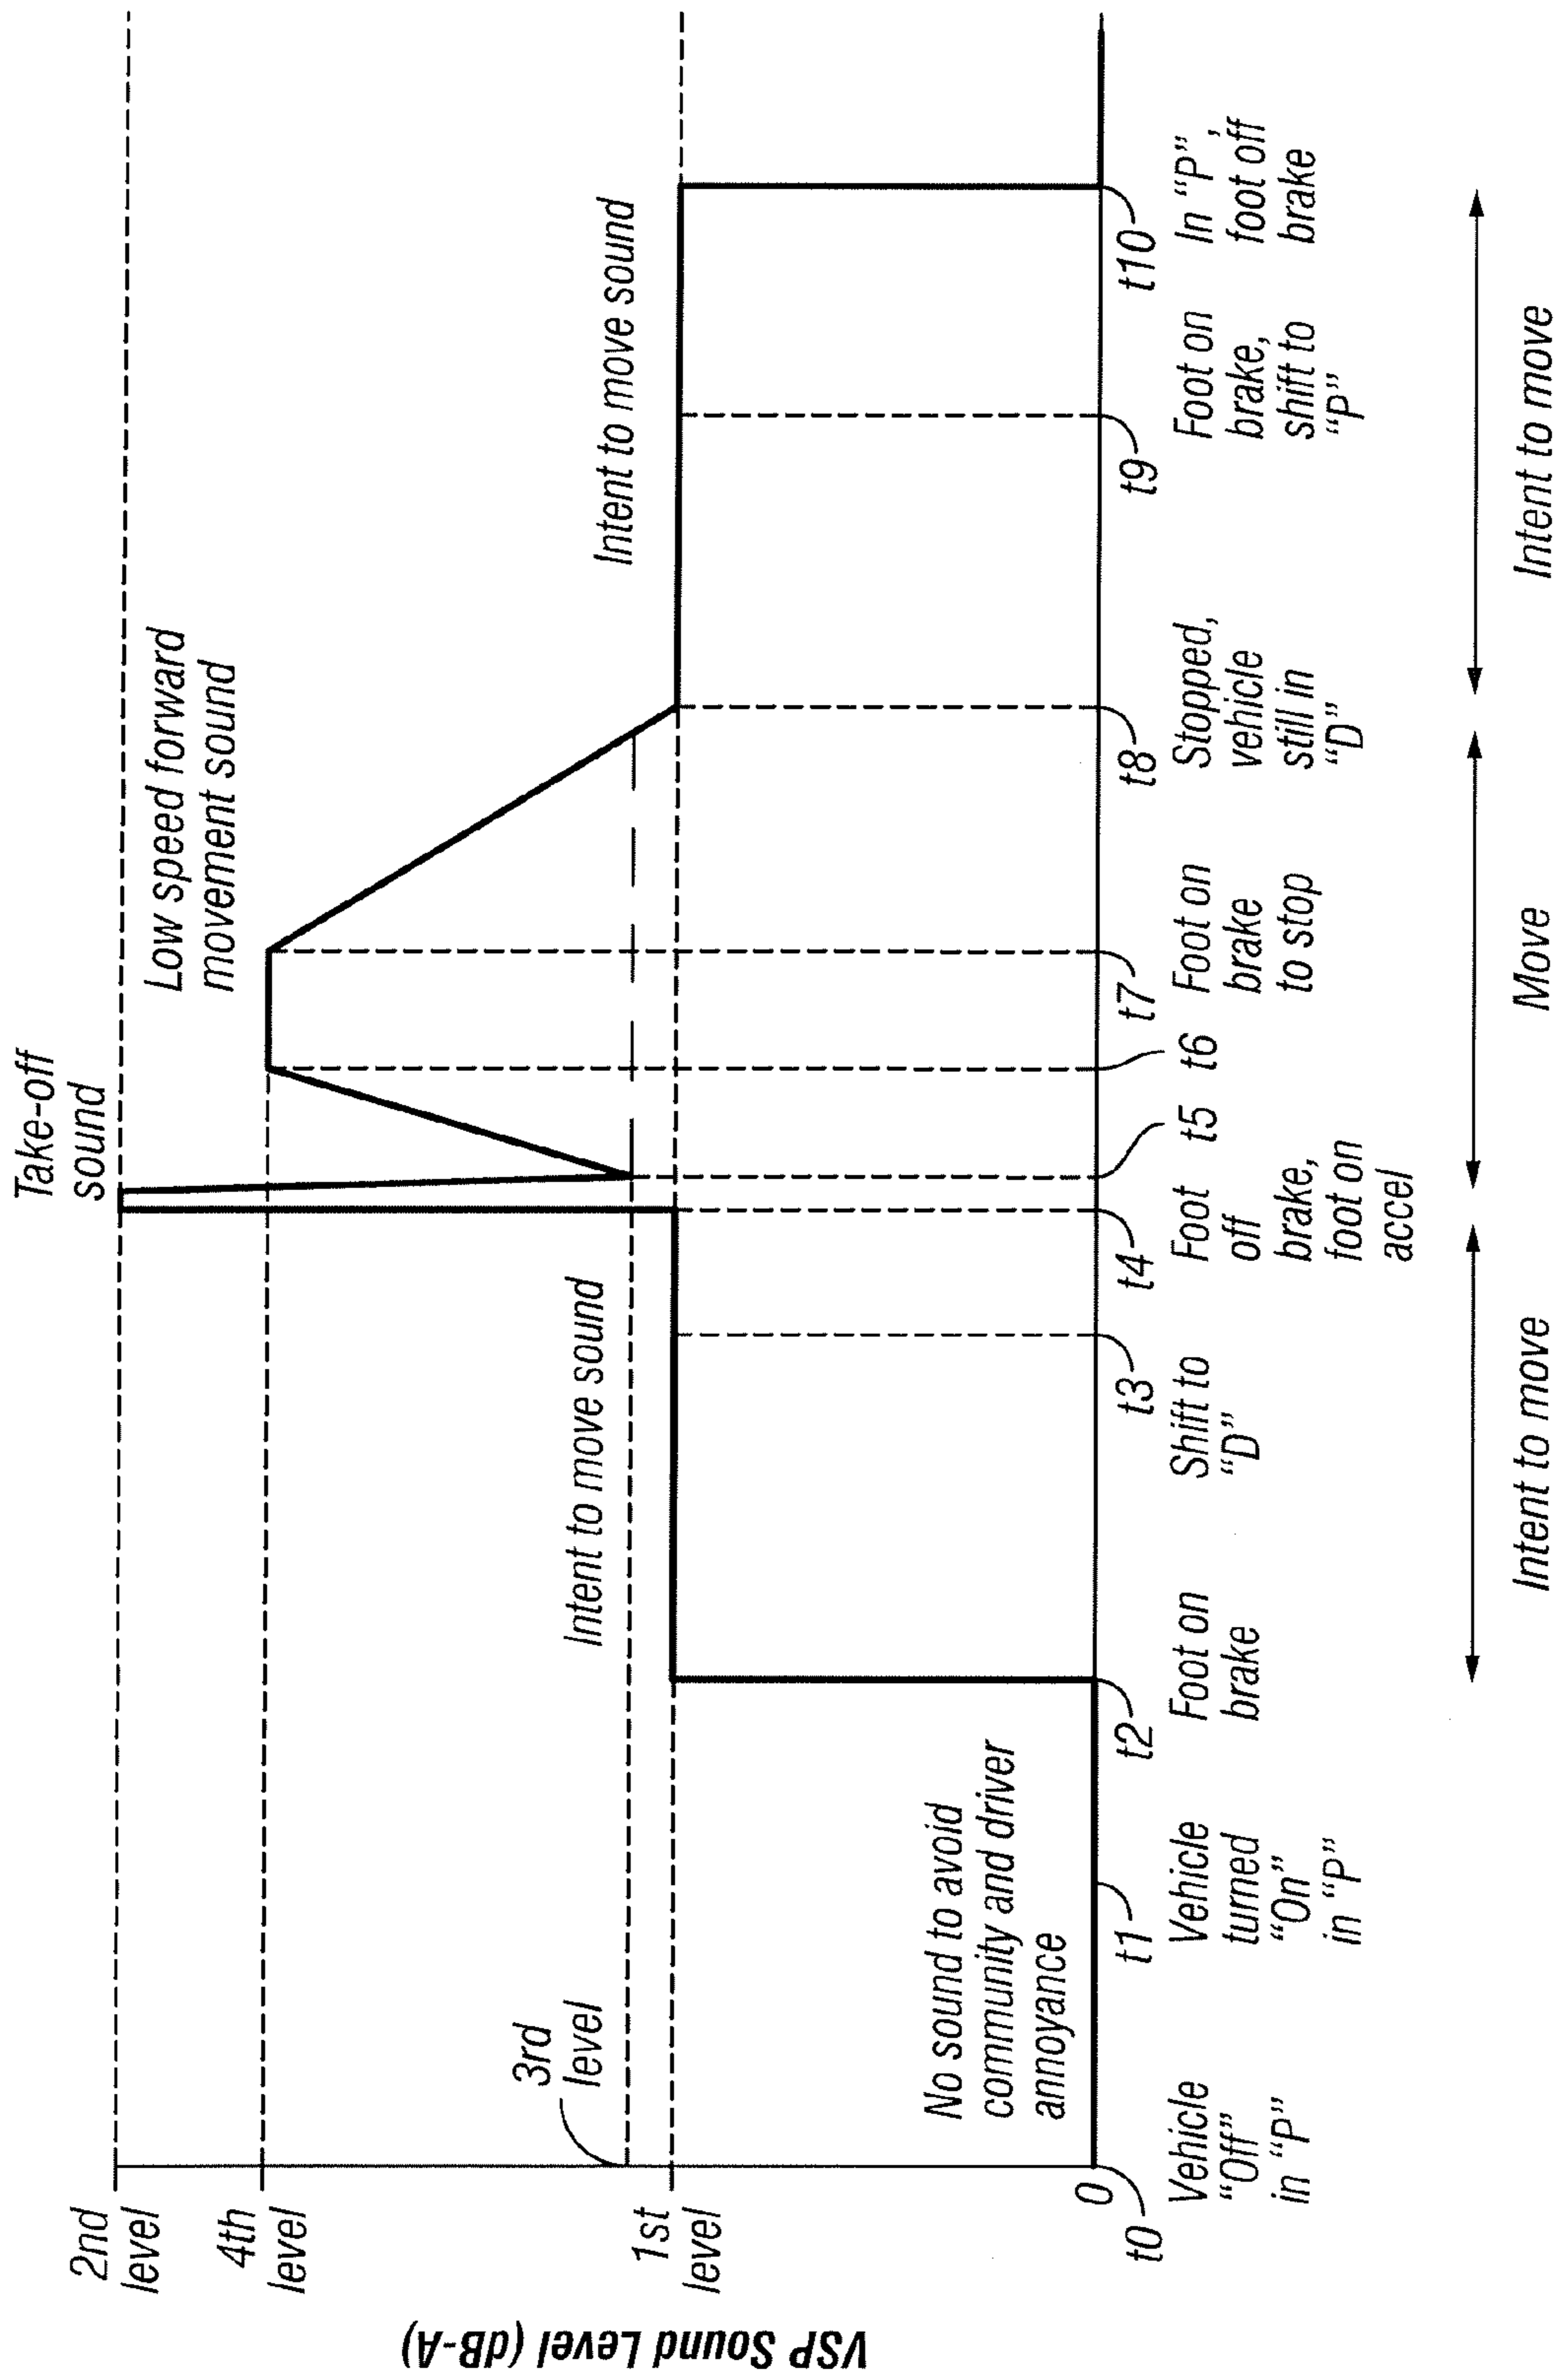 Take-off
sound
Low speed forward
movement sound
2nd
level
4th
level
3rd
level
1st
level
Intent to move sound
Intent to move sound
VSP Sound Level (dB-A)
No sound to avoid
community and driver
annoyance
0
t0
t1
t2
t3
t4
t5
t6
t7
t8
t9
t10
Vehicle
“Off”
in “P”
Vehicle
turned
“On”
in “P”
Foot on
brake
Shift to
“D”
Foot
off
brake,
foot on
accel
Foot on
brake
to stop
Stopped,
vehicle
still in
“D”
Foot on
brake,
shift to
“P”
In “P”,
foot off
brake
Intent to move
Move
Intent to move